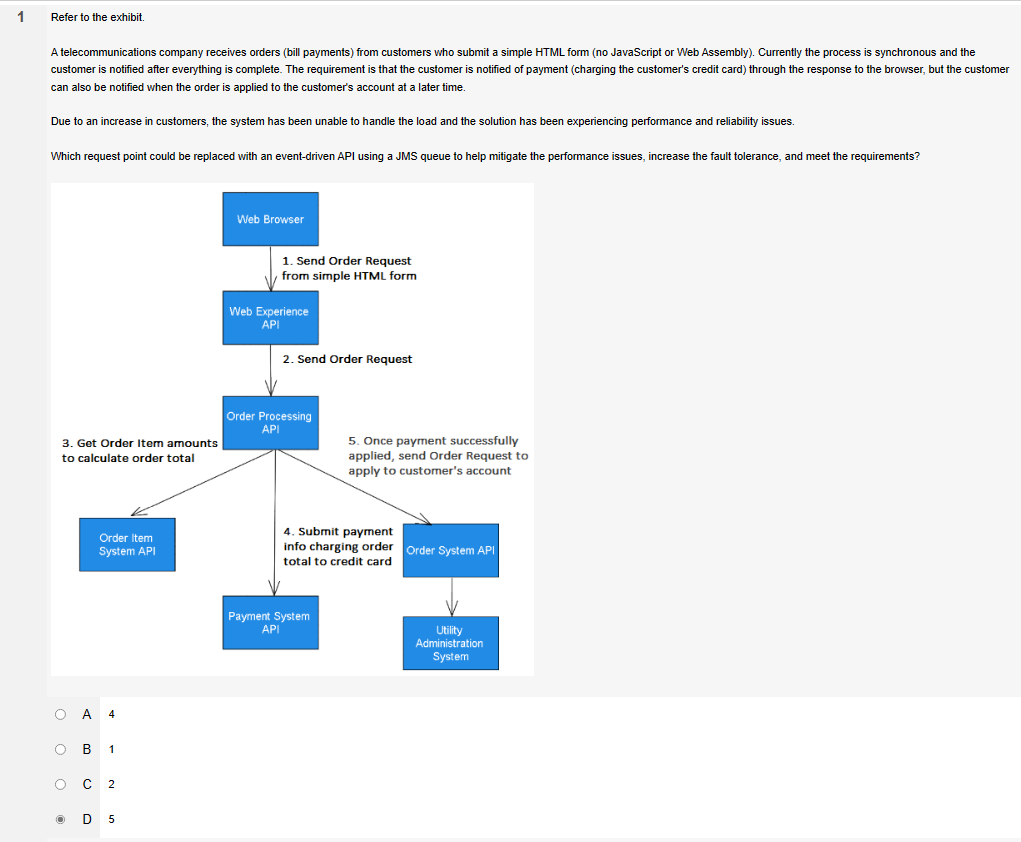 1
Refer to the exhibit.
A telecommunications company receives orders (bill payments) from customers who submit a simple HTML form (no JavaScript or Web Assembly). Currently the process is synchronous and the
customer is notified after everything is complete. The requirement is that the customer is notified of payment (charging the customer's credit card) through the response to the browser, but the customer
can also be notified when the order is applied to the customer's account at a later time.
Due to an increase in customers, the system has been unable to handle the load and the solution has been experiencing performance and reliability issues.
Which request point could be replaced with an event-driven API using a JMS queue to help mitigate the performance issues, increase the fault tolerance, and meet the requirements?
Web Browser
1. Send Order Request
from simple HTML form
Web Experience
API
2. Send Order Request
Order Processing
API
3. Get Order Item amounts
to calculate order total
5. Once payment successfully
applied, send Order Request to
apply to customer's account
Order Item
System API
4. Submit payment
info charging order
total to credit card
Order System API
Payment System
API
Utility
Administration
System
A 4
B 1
C 2
D 5